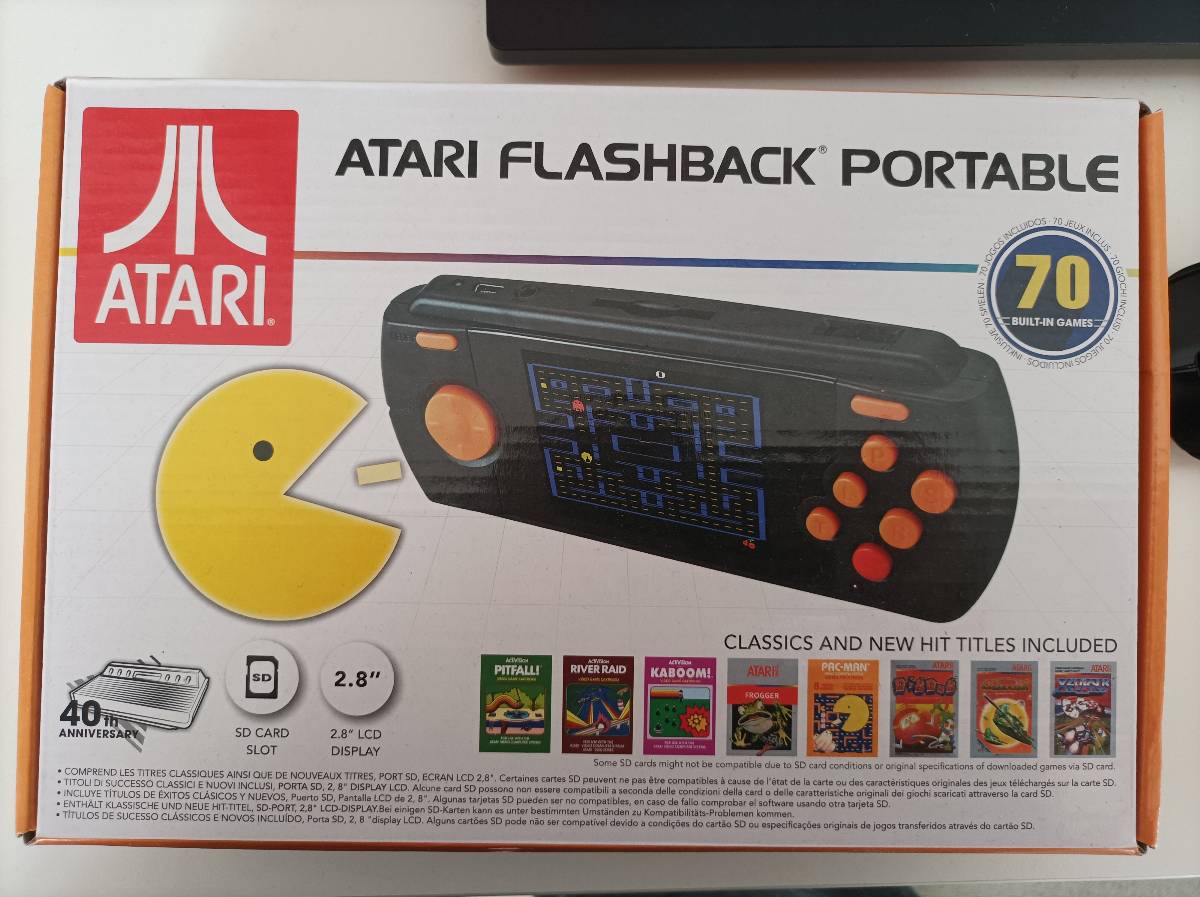 ATARI FLASHBACK® PORTABLE
ATARI®
70 JOGOS INCLUIDOS · 70 JEUX INCLUS · 70 GIOCHI INCLUSI · 70 JUEGOS INCLUIDOS · INKLUSIVE 70 SPIELEN ·
70
BUILT-IN GAMES
0
P
CLASSICS AND NEW HIT TITLES INCLUDED
40th
ANNIVERSARY
SD
SD CARD
SLOT
2.8"
2.8" LCD
DISPLAY
ACTIVISION
PITFALL!
ACTIVISION
RIVER RAID
ACTIVISION
KABOOM!
ATARI
FROGGER
PAC-MAN
ATARI
ATARI
ATARI
Some SD cards might not be compatible due to SD card conditions or original specifications of downloaded games via SD card.
• COMPREND LES TITRES CLASSIQUES AINSI QUE DE NOUVEAUX TITRES, PORT SD, ECRAN LCD 2,8". Certaines cartes SD peuvent ne pas être compatibles à cause de l'état de la carte ou des caractéristiques originales des jeux téléchargés sur la carte SD.
• TITOLI DI SUCCESSO CLASSICI E NUOVI INCLUSI, PORTA SD, 2, 8" DISPLAY LCD. Alcune card SD possono non essere compatibili a seconda delle condizioni della card o delle caratteristiche originali dei giochi scaricati attraverso la card SD.
• INCLUYE TÍTULOS DE ÉXITOS CLÁSICOS Y NUEVOS, Puerto SD, Pantalla LCD de 2, 8". Algunas tarjetas SD pueden ser no compatibles, en caso de fallo comprobar el software usando otra tarjeta SD.
• ENTHÄLT KLASSISCHE UND NEUE HIT-TITEL, SD-PORT, 2,8" LCD-DISPLAY.Bei einigen SD-Karten kann es unter bestimmten Umständen zu Kompatibilitäts-Problemen kommen.
• TÍTULOS DE SUCESSO CLÁSSICOS E NOVOS INCLUÍDO, Porta SD, 2, 8 "display LCD. Alguns cartões SD pode não ser compatível devido a condições do cartão SD ou especificações originais de jogos transferidos através do cartão SD.